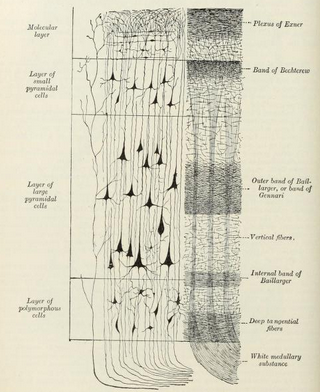 Molecular
layer
Layer of
small
pyramidal
cells
Layer of
large
pyramidal
cells
Layer of
polymorphous
cells
Plexus of Exner
Band of Bechterew
Outer band of Bail-
larger, or band of
Gennari
Vertical fibers.
Internal band of
Baillarger
Deep tangential
fibers
White medullary
substance